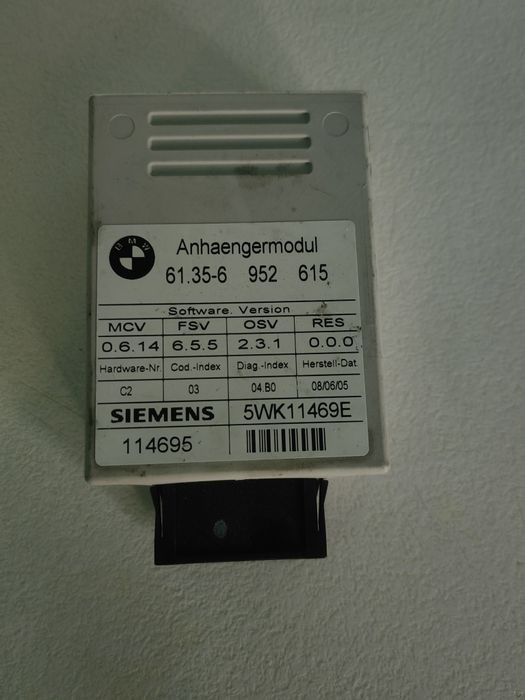 BMW
Anhaengermodul
61.35-6 952 615
Software. Version
MCV FSV OSV RES
0.6.14 6.5.5 2.3.1 0.0.0
Hardware-Nr. Cod.-Index Diag.-Index Herstell-Dat.
C2 03 04.B0 08/06/05
SIEMENS 5WK11469E
114695